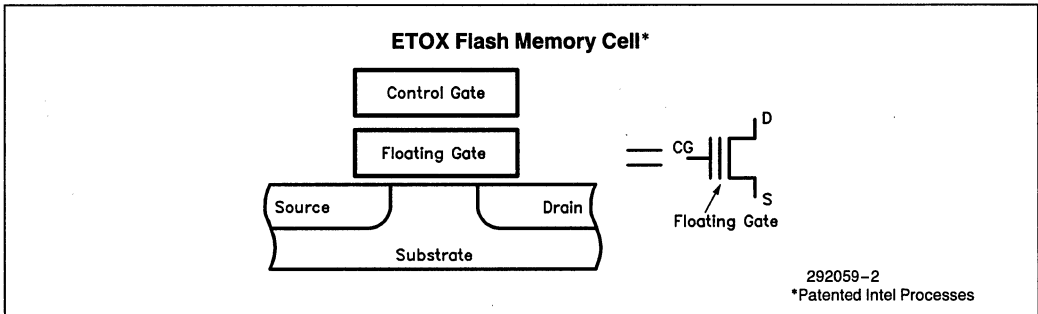 ETOX Flash Memory Cell*
Control Gate
Floating Gate
Source
Drain
Substrate
CG
D
S
Floating Gate
292059-2
*Patented Intel Processes